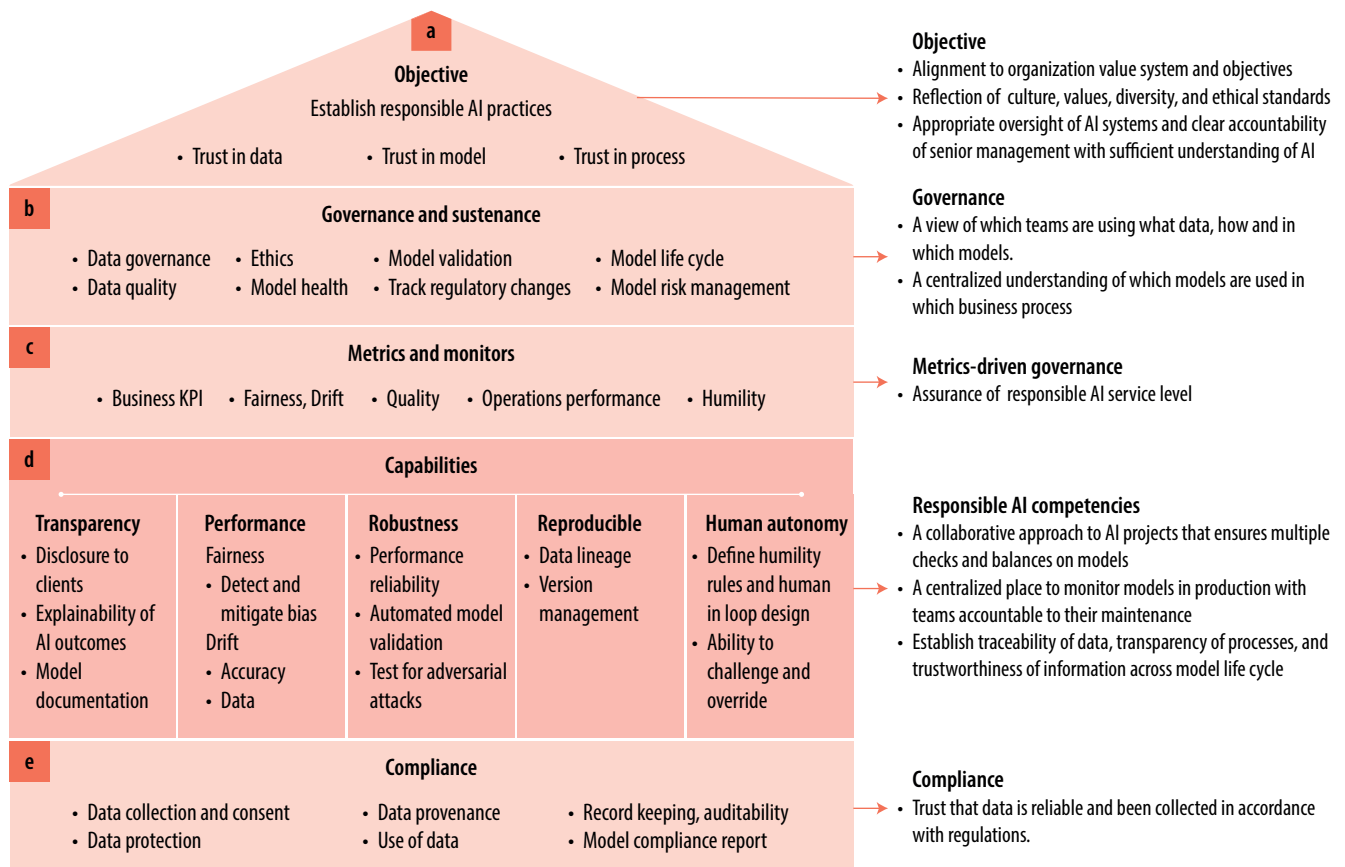 a
Objective
Establish responsible AI practices
• Trust in data • Trust in model • Trust in process
Objective
• Alignment to organization value system and objectives
• Reflection of culture, values, diversity, and ethical standards
• Appropriate oversight of AI systems and clear accountability
of senior management with sufficient understanding of AI
b
Governance and sustenance
• Data governance • Ethics • Model validation • Model life cycle
• Data quality • Model health • Track regulatory changes • Model risk management
Governance
• A view of which teams are using what data, how and in
which models.
• A centralized understanding of which models are used in
which business process
c
Metrics and monitors
• Business KPI • Fairness, Drift • Quality • Operations performance • Humility
Metrics-driven governance
• Assurance of responsible AI service level
d
Capabilities
Transparency
• Disclosure to
clients
• Explainability of
AI outcomes
• Model
documentation
Performance
Fairness
• Detect and
mitigate bias
Drift
• Accuracy
• Data
Robustness
• Performance
reliability
• Automated model
validation
• Test for adversarial
attacks
Reproducible
• Data lineage
• Version
management
Human autonomy
• Define humility
rules and human
in loop design
• Ability to
challenge and
override
Responsible AI competencies
• A collaborative approach to AI projects that ensures multiple
checks and balances on models
• A centralized place to monitor models in production with
teams accountable to their maintenance
• Establish traceability of data, transparency of processes, and
trustworthiness of information across model life cycle
e
Compliance
• Data collection and consent • Data provenance • Record keeping, auditability
• Data protection • Use of data • Model compliance report
Compliance
• Trust that data is reliable and been collected in accordance
with regulations.